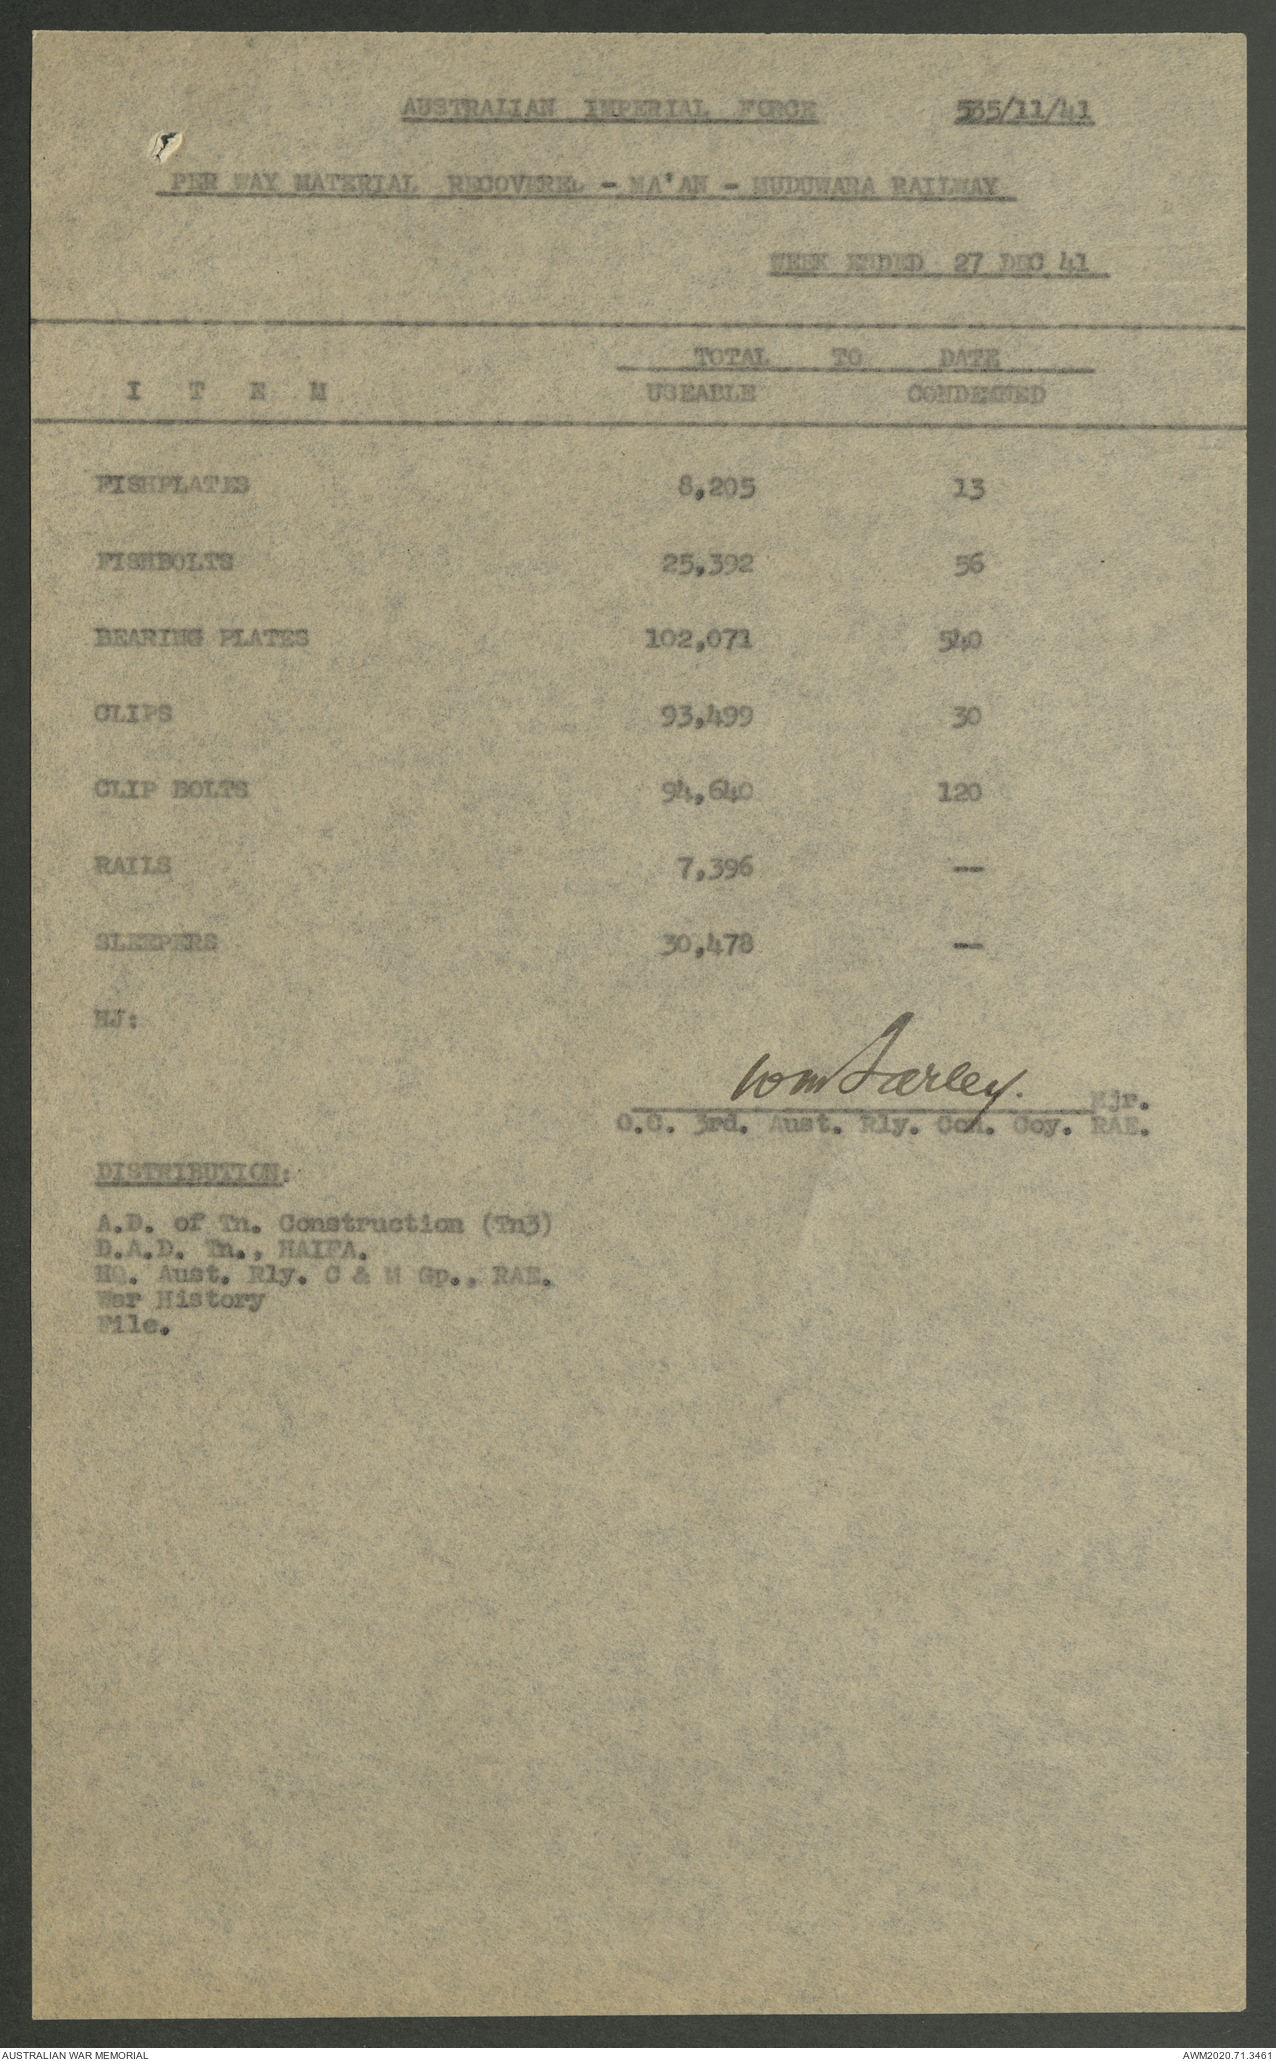 AUSTRALIAN IMPERIAL FORCE 535/11/41
PER WAY MATERIAL RECOVERED - MA'AN - MUDUWARA RAILWAY
WEEK ENDED 27 DEC 41
TOTAL TO DATE
I T E M USEABLE CONDEMNED
FISHPLATES 8,205 13
FISHBOLTS 25,392 56
BEARING PLATES 102,071 540
CLIPS 93,499 30
CLIP BOLTS 94,640 120
RAILS 7,396 —
SLEEPERS 30,478 —
HJ:
Mjr.
O.C. 3rd. Aust. Rly. Con. Coy. RAE.
DISTRIBUTION:
A.D. of Tn. Construction (Tn3)
D.A.D. Tn., HAIFA.
HQ. Aust. Rly. C & M Gp., RAE.
War History
File.
AUSTRALIAN WAR MEMORIAL AWM2020.71.3461